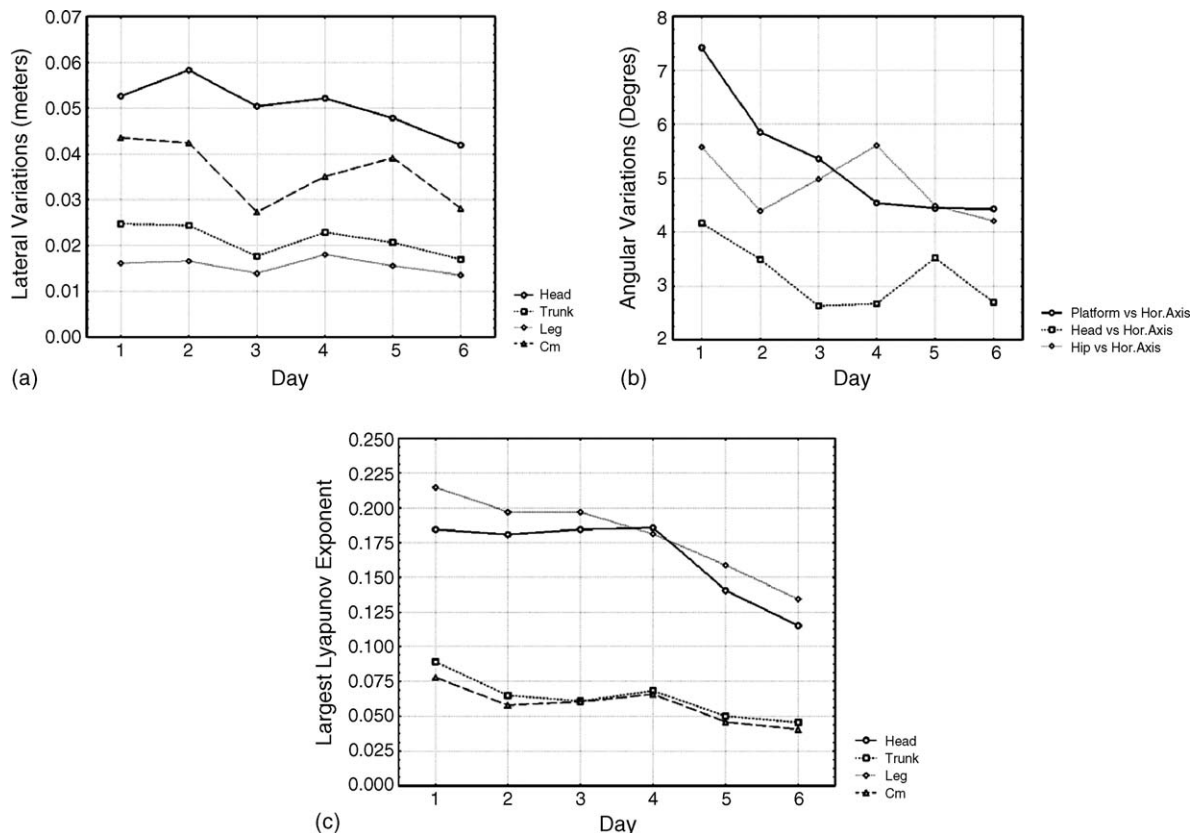 Lateral Variations (meters)
0.07
0.06
0.05
0.04
0.03
0.02
0.01
0.00
1 2 3 4 5 6
Day
Head
Trunk
Leg
Cm
(a)
Angular Variations (Degres)
8
7
6
5
4
3
2
1 2 3 4 5 6
Day
Platform vs Hor.Axis
Head vs Hor.Axis
Hip vs Hor.Axis
(b)
Largest Lyapunov Exponent
0.250
0.225
0.200
0.175
0.150
0.125
0.100
0.075
0.050
0.025
0.000
1 2 3 4 5 6
Day
Head
Trunk
Leg
Cm
(c)